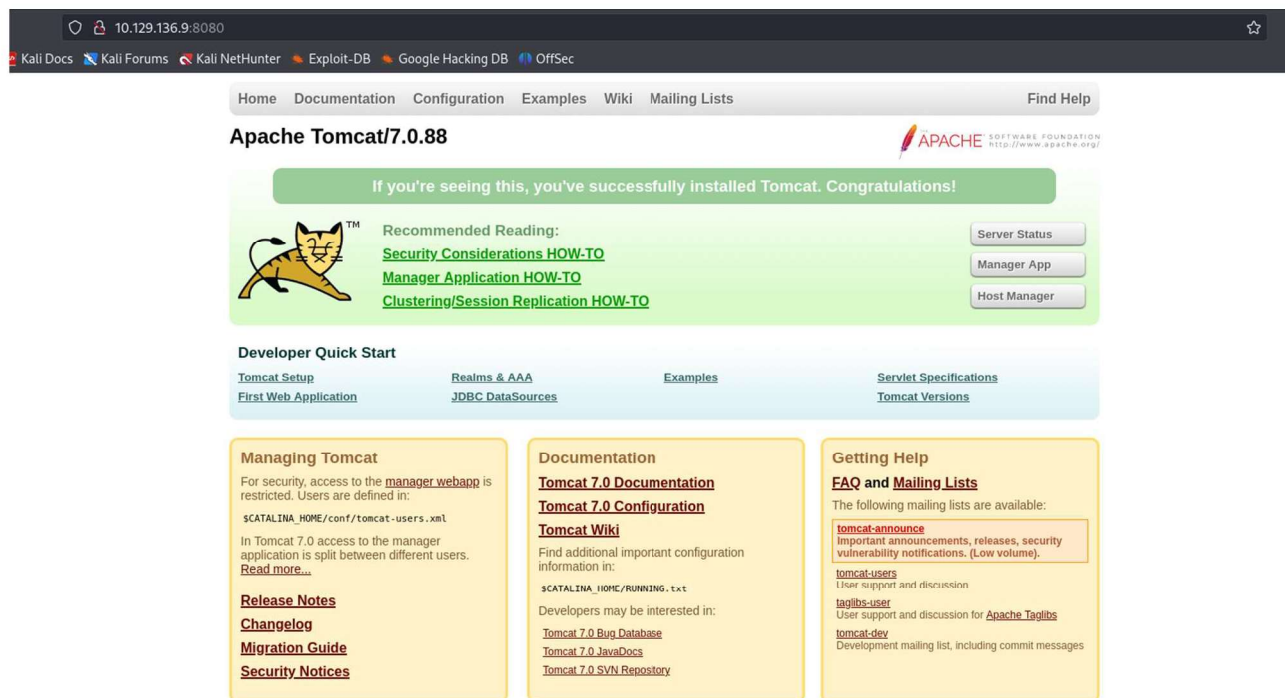 10.129.136.9:8080
Kali Docs Kali Forums Kali NetHunter Exploit-DB Google Hacking DB OffSec
Home Documentation Configuration Examples Wiki Mailing Lists Find Help
Apache Tomcat/7.0.88
THE APACHE SOFTWARE FOUNDATION
http://www.apache.org/
If you're seeing this, you've successfully installed Tomcat. Congratulations!
TM
Recommended Reading:
Security Considerations HOW-TO
Manager Application HOW-TO
Clustering/Session Replication HOW-TO
Server Status
Manager App
Host Manager
Developer Quick Start
Tomcat Setup Realms & AAA Examples Servlet Specifications
First Web Application JDBC DataSources Tomcat Versions
Managing Tomcat
For security, access to the manager webapp is
restricted. Users are defined in:
$CATALINA_HOME/conf/tomcat-users.xml
In Tomcat 7.0 access to the manager
application is split between different users.
Read more...
Release Notes
Changelog
Migration Guide
Security Notices
Documentation
Tomcat 7.0 Documentation
Tomcat 7.0 Configuration
Tomcat Wiki
Find additional important configuration
information in:
$CATALINA_HOME/RUNNING.txt
Developers may be interested in:
Tomcat 7.0 Bug Database
Tomcat 7.0 JavaDocs
Tomcat 7.0 SVN Repository
Getting Help
FAQ and Mailing Lists
The following mailing lists are available:
tomcat-announce
Important announcements, releases, security
vulnerability notifications. (Low volume).
tomcat-users
User support and discussion
taglibs-user
User support and discussion for Apache Taglibs
tomcat-dev
Development mailing list, including commit messages